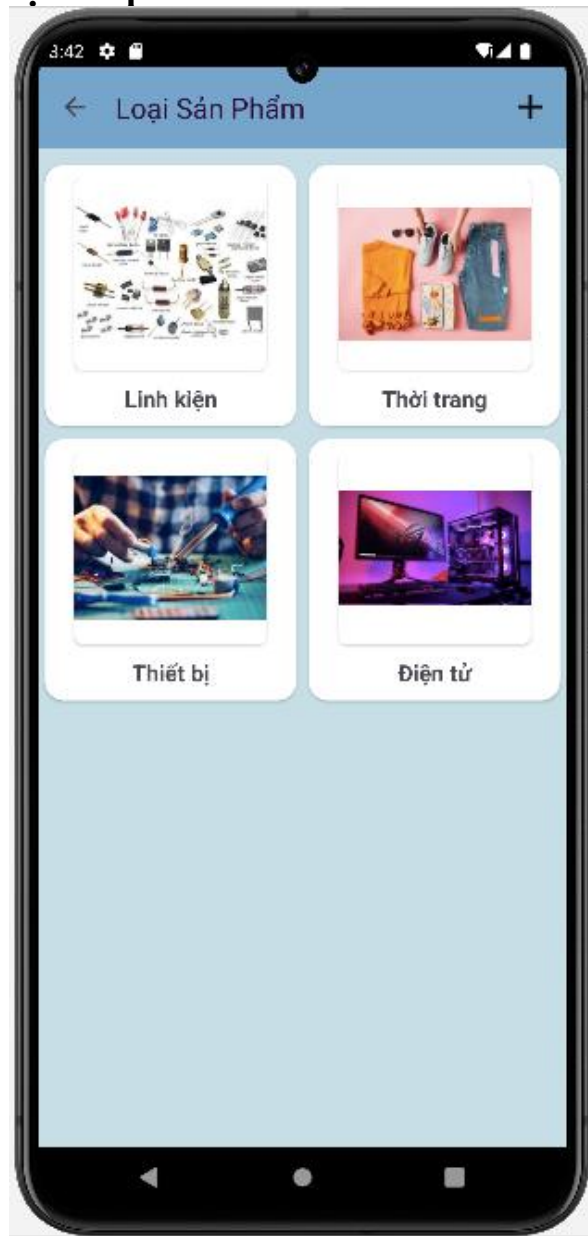 3:42
Loại Sản Phẩm
Linh kiện
Thời trang
Thiết bị
Điện tử